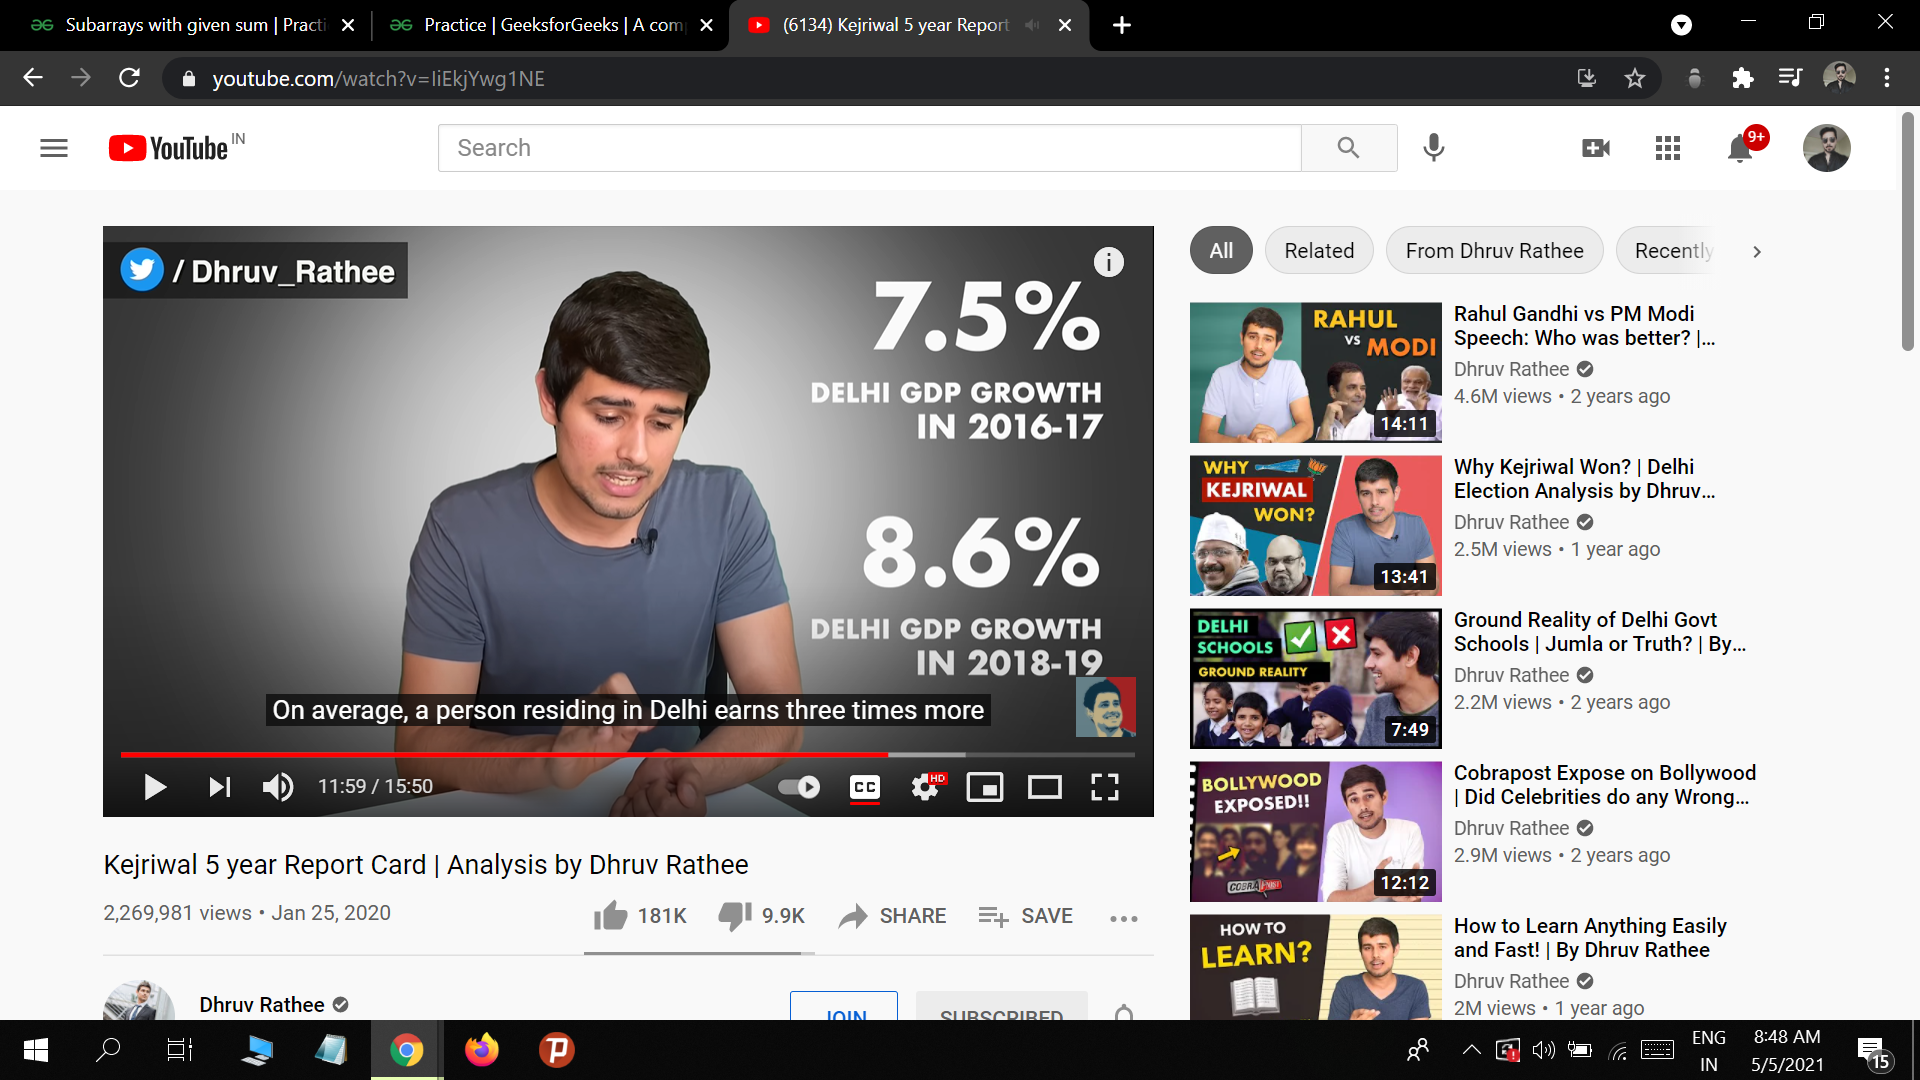 Subarrays with given sum | Practi
Practice | GeeksforGeeks | A com
(6134) Kejriwal 5 year Report
youtube.com/watch?v=IiEkjYwg1NE
YouTube IN
Search
9+
/ Dhruv_Rathee
i
7.5%
DELHI GDP GROWTH
IN 2016-17
8.6%
DELHI GDP GROWTH
IN 2018-19
On average, a person residing in Delhi earns three times more
11:59 / 15:50
CC
HD
Kejriwal 5 year Report Card | Analysis by Dhruv Rathee
2,269,981 views • Jan 25, 2020
181K
9.9K
SHARE
SAVE
Dhruv Rathee
JOIN
SUBSCRIBED
All
Related
From Dhruv Rathee
Recently
RAHUL
VS
MODI
14:11
Rahul Gandhi vs PM Modi
Speech: Who was better? |...
Dhruv Rathee
4.6M views • 2 years ago
WHY
KEJRIWAL
WON?
13:41
Why Kejriwal Won? | Delhi
Election Analysis by Dhruv...
Dhruv Rathee
2.5M views • 1 year ago
DELHI
SCHOOLS
GROUND REALITY
7:49
Ground Reality of Delhi Govt
Schools | Jumla or Truth? | By...
Dhruv Rathee
2.2M views • 2 years ago
BOLLYWOOD
EXPOSED!!
COBRAPOST
12:12
Cobrapost Expose on Bollywood
| Did Celebrities do any Wrong...
Dhruv Rathee
2.9M views • 2 years ago
HOW TO
LEARN?
How to Learn Anything Easily
and Fast! | By Dhruv Rathee
Dhruv Rathee
2M views • 1 year ago
ENG
IN
8:48 AM
5/5/2021
15